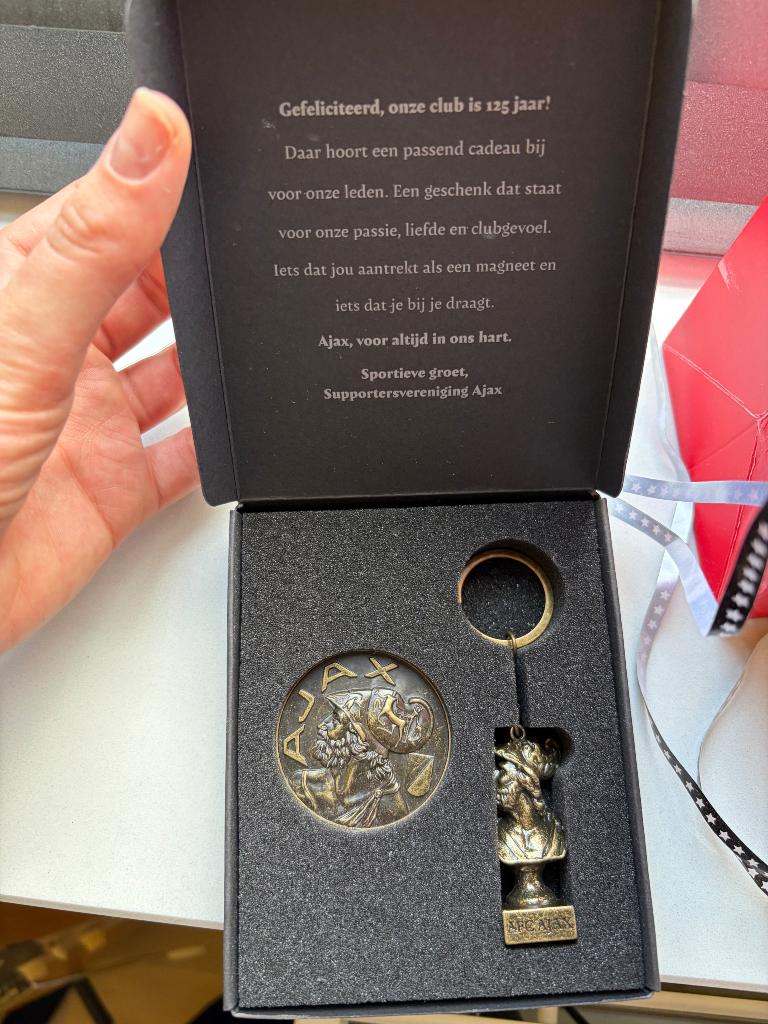 Gefeliciteerd, onze club is 125 jaar!
Daar hoort een passend cadeau bij
voor onze leden. Een geschenk dat staat
voor onze passie, liefde en clubgevoel.
Iets dat jou aantrekt als een magneet en
iets dat je bij je draagt.
Ajax, voor altijd in ons hart.
Sportieve groet,
Supportersvereniging Ajax
AJAX
AFC AJAX